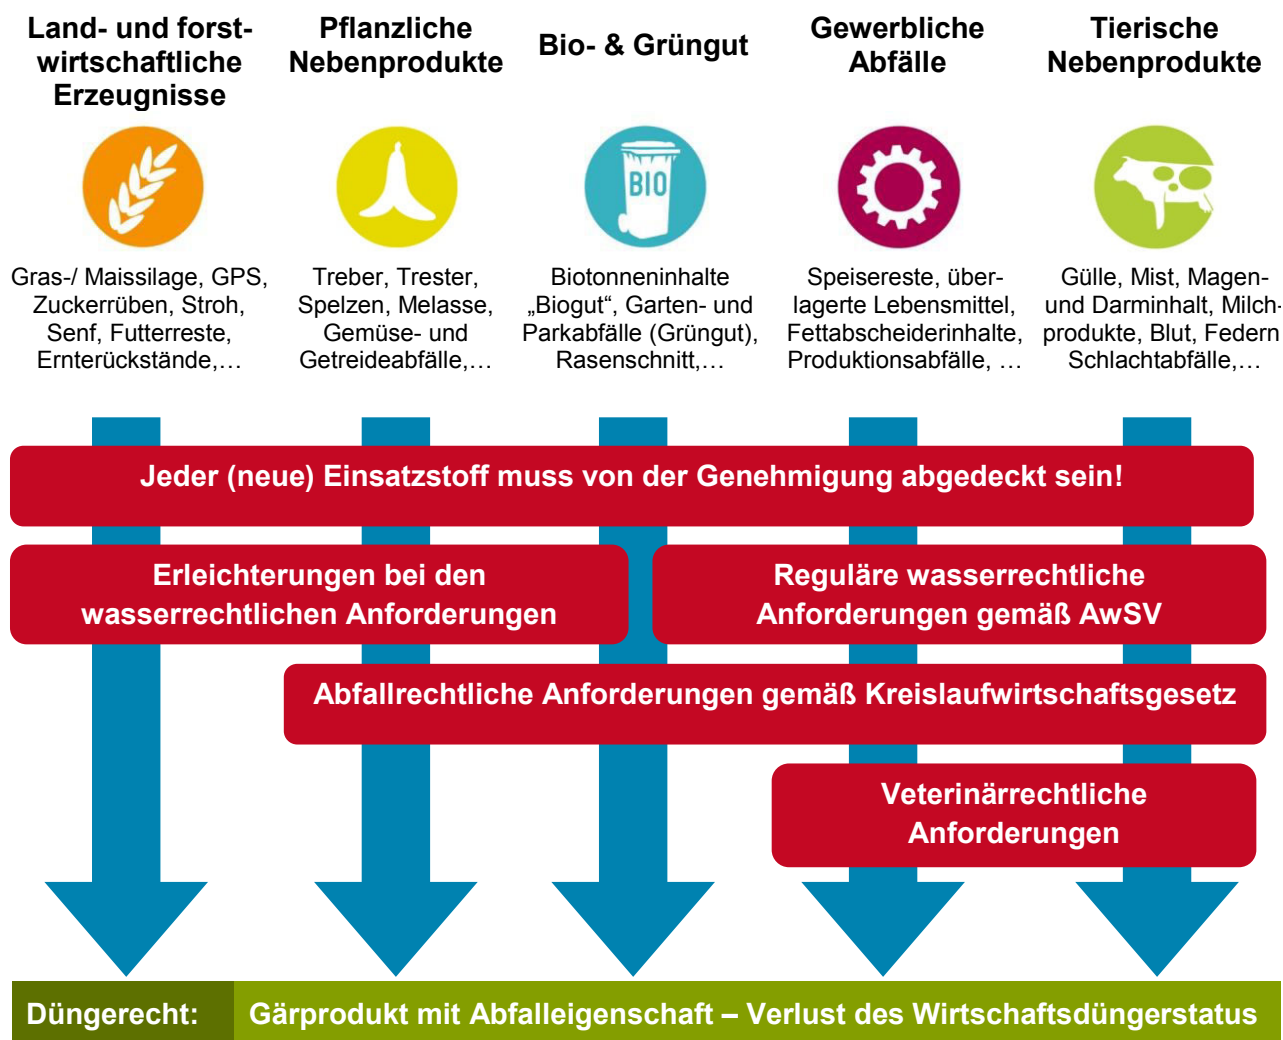 Land- und forst-
wirtschaftliche
Erzeugnisse
Pflanzliche
Nebenprodukte
Bio- & Grüngut
Gewerbliche
Abfälle
Tierische
Nebenprodukte
BIO
Gras-/ Maissilage, GPS,
Zuckerrüben, Stroh,
Senf, Futterreste,
Ernterückstände,…
Treber, Trester,
Spelzen, Melasse,
Gemüse- und
Getreideabfälle,…
Biotonneninhalte
„Biogut“, Garten- und
Parkabfälle (Grüngut),
Rasenschnitt,…
Speisereste, über-
lagerte Lebensmittel,
Fettabscheiderinhalte,
Produktionsabfälle, …
Gülle, Mist, Magen-
und Darminhalt, Milch-
produkte, Blut, Federn
Schlachtabfälle,…
Jeder (neue) Einsatzstoff muss von der Genehmigung abgedeckt sein!
Erleichterungen bei den
wasserrechtlichen Anforderungen
Reguläre wasserrechtliche
Anforderungen gemäß AwSV
Abfallrechtliche Anforderungen gemäß Kreislaufwirtschaftsgesetz
Veterinärrechtliche
Anforderungen
Düngerecht: Gärprodukt mit Abfalleigenschaft – Verlust des Wirtschaftsdüngerstatus